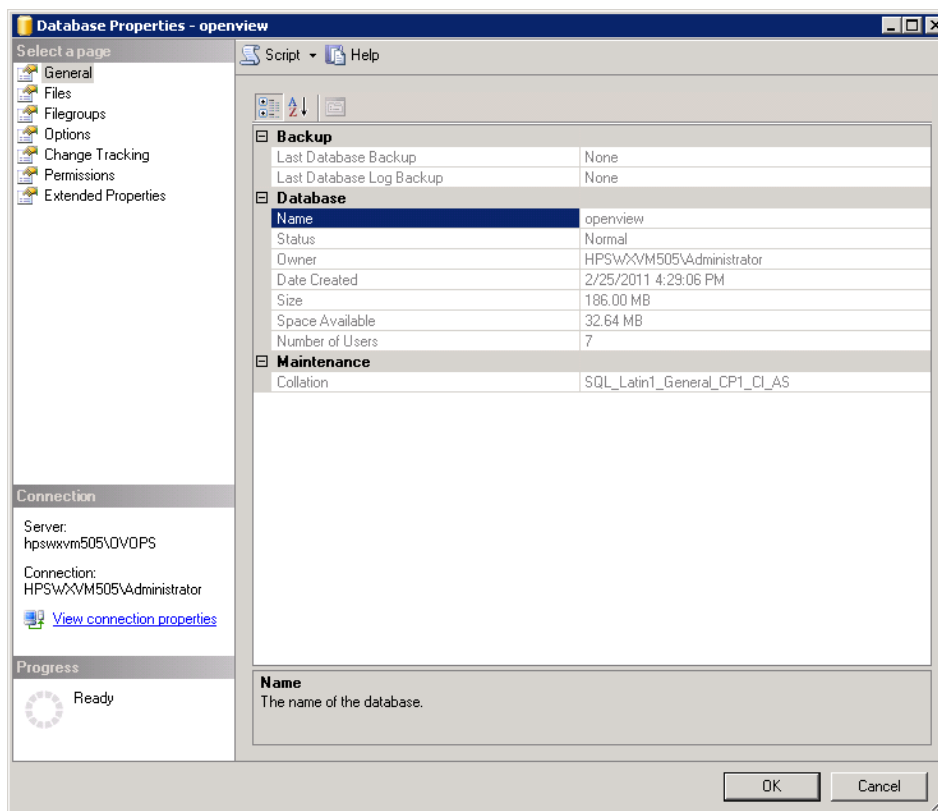 Database Properties - openview
Select a page
General
Files
Filegroups
Options
Change Tracking
Permissions
Extended Properties
Connection
Server:
hpswxvm505\OVOPS
Connection:
HPSWXVM505\Administrator
View connection properties
Progress
Ready
Script Help
Backup
Last Database Backup None
Last Database Log Backup None
Database
Name openview
Status Normal
Owner HPSWXVM505\Administrator
Date Created 2/25/2011 4:29:06 PM
Size 186.00 MB
Space Available 32.64 MB
Number of Users 7
Maintenance
Collation SQL_Latin1_General_CP1_CI_AS
Name
The name of the database.
OK Cancel